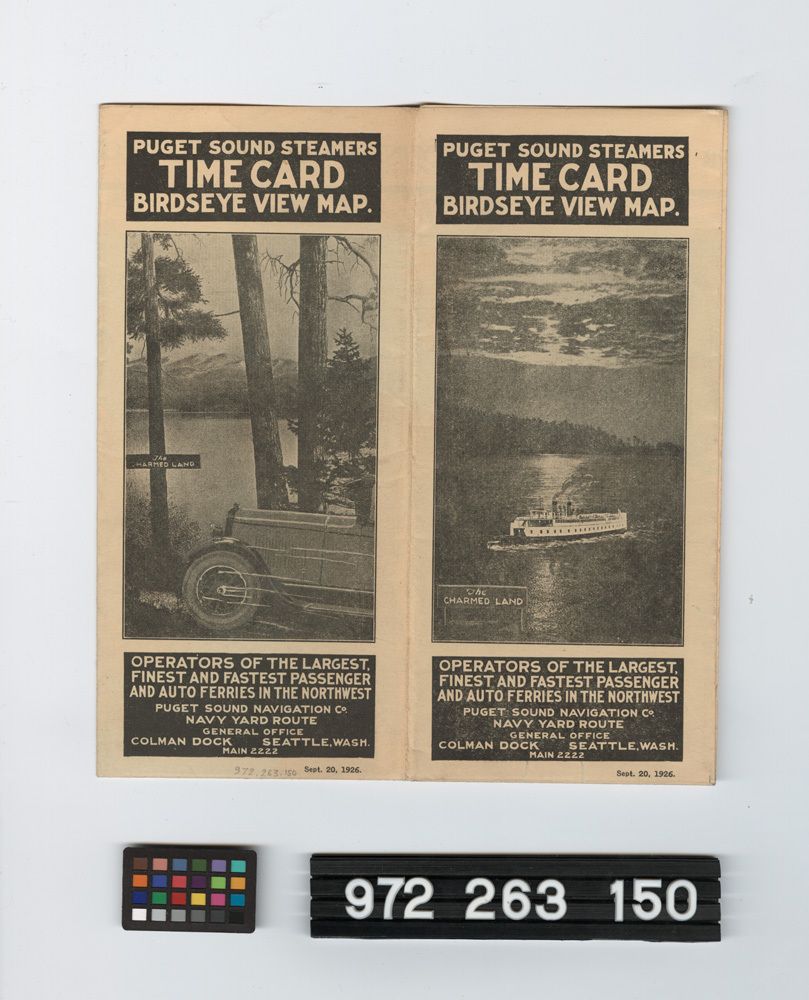 PUGET SOUND STEAMERS
TIME CARD
BIRDSEYE VIEW MAP.
The
CHARMED LAND
OPERATORS OF THE LARGEST,
FINEST AND FASTEST PASSENGER
AND AUTO FERRIES IN THE NORTHWEST
PUGET SOUND NAVIGATION Co.
NAVY YARD ROUTE
GENERAL OFFICE
COLMAN DOCK SEATTLE, WASH.
MAIN 2222
972.263.150 Sept. 20, 1926.
PUGET SOUND STEAMERS
TIME CARD
BIRDSEYE VIEW MAP.
The
CHARMED LAND
OPERATORS OF THE LARGEST,
FINEST AND FASTEST PASSENGER
AND AUTO FERRIES IN THE NORTHWEST
PUGET SOUND NAVIGATION Co.
NAVY YARD ROUTE
GENERAL OFFICE
COLMAN DOCK SEATTLE, WASH.
MAIN 2222
Sept. 20, 1926.
972 263 150